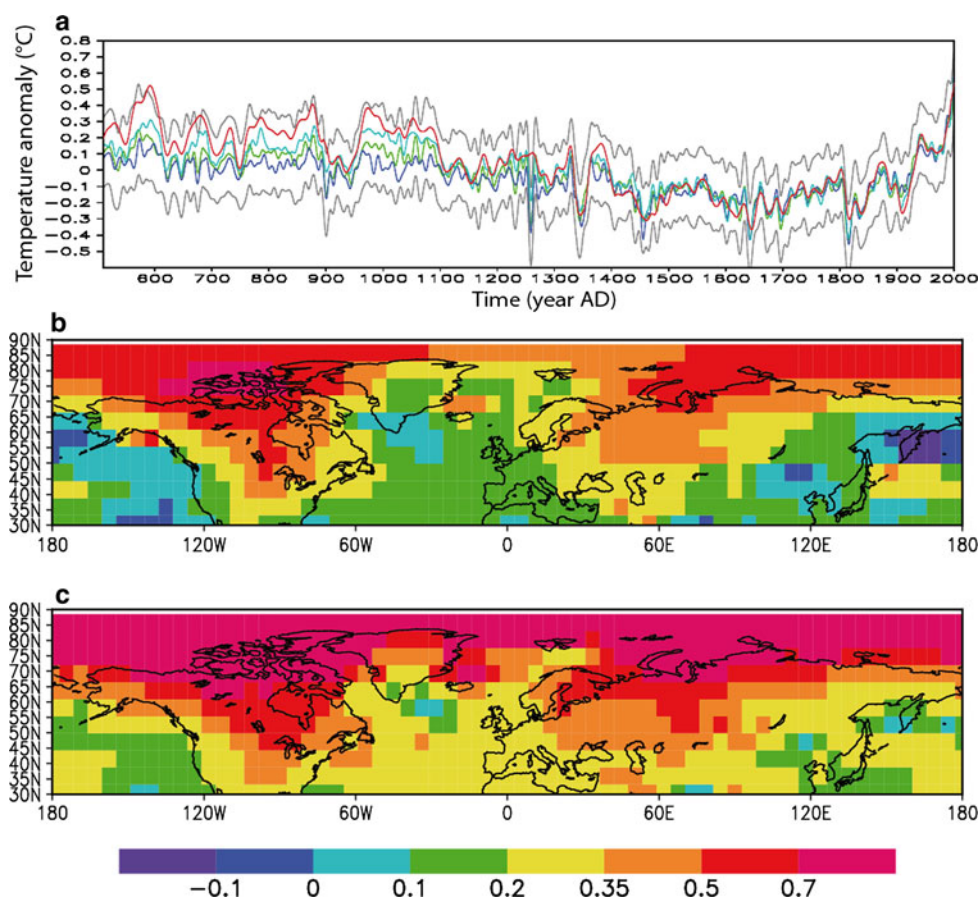 a
Temperature anomaly (°C)
0.8
0.7
0.6
0.5
0.4
0.3
0.2
0.1
0
−0.1
−0.2
−0.3
−0.4
−0.5
600 700 800 900 1000 1100 1200 1300 1400 1500 1600 1700 1800 1900 2000
Time (year AD)
b
90N
85N
80N
75N
70N
65N
60N
55N
50N
45N
40N
35N
30N
180 120W 60W 0 60E 120E 180
c
90N
85N
80N
75N
70N
65N
60N
55N
50N
45N
40N
35N
30N
180 120W 60W 0 60E 120E 180
−0.1 0 0.1 0.2 0.35 0.5 0.7